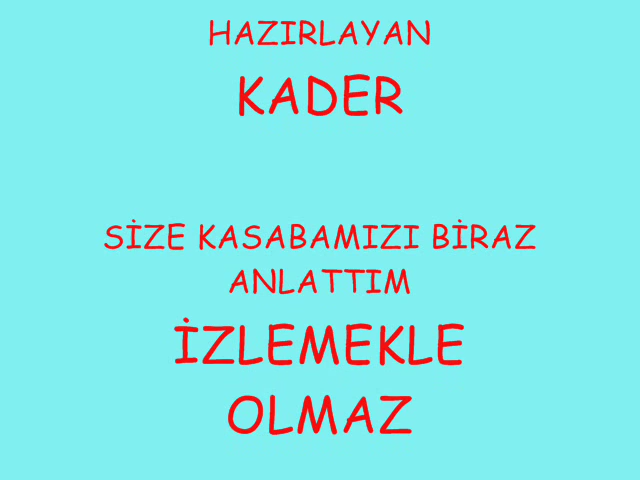 HAZIRLAYAN
KADER
SİZE KASABAMIZI BİRAZ
ANLATTIM
İZLEMEKLE
OLMAZ